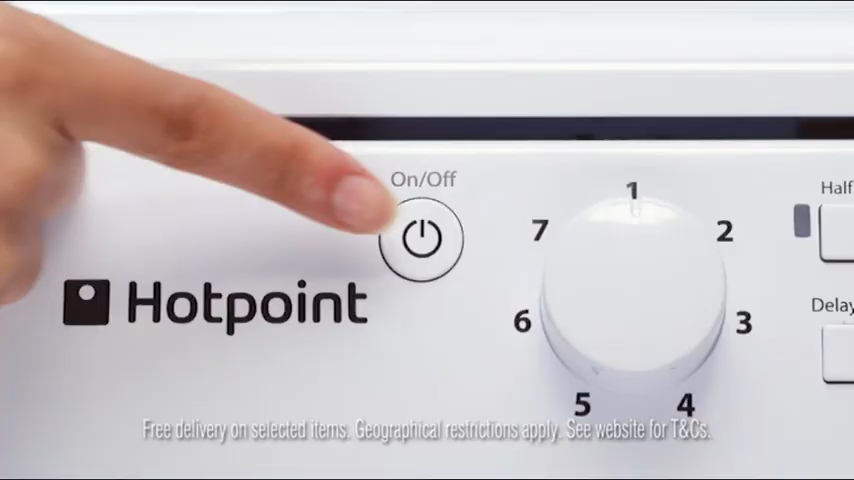 On/Off
Hotpoint
1
2
3
4
5
6
7
Half
Delay
Free delivery on selected items. Geographical restrictions apply. See website for T&Cs.